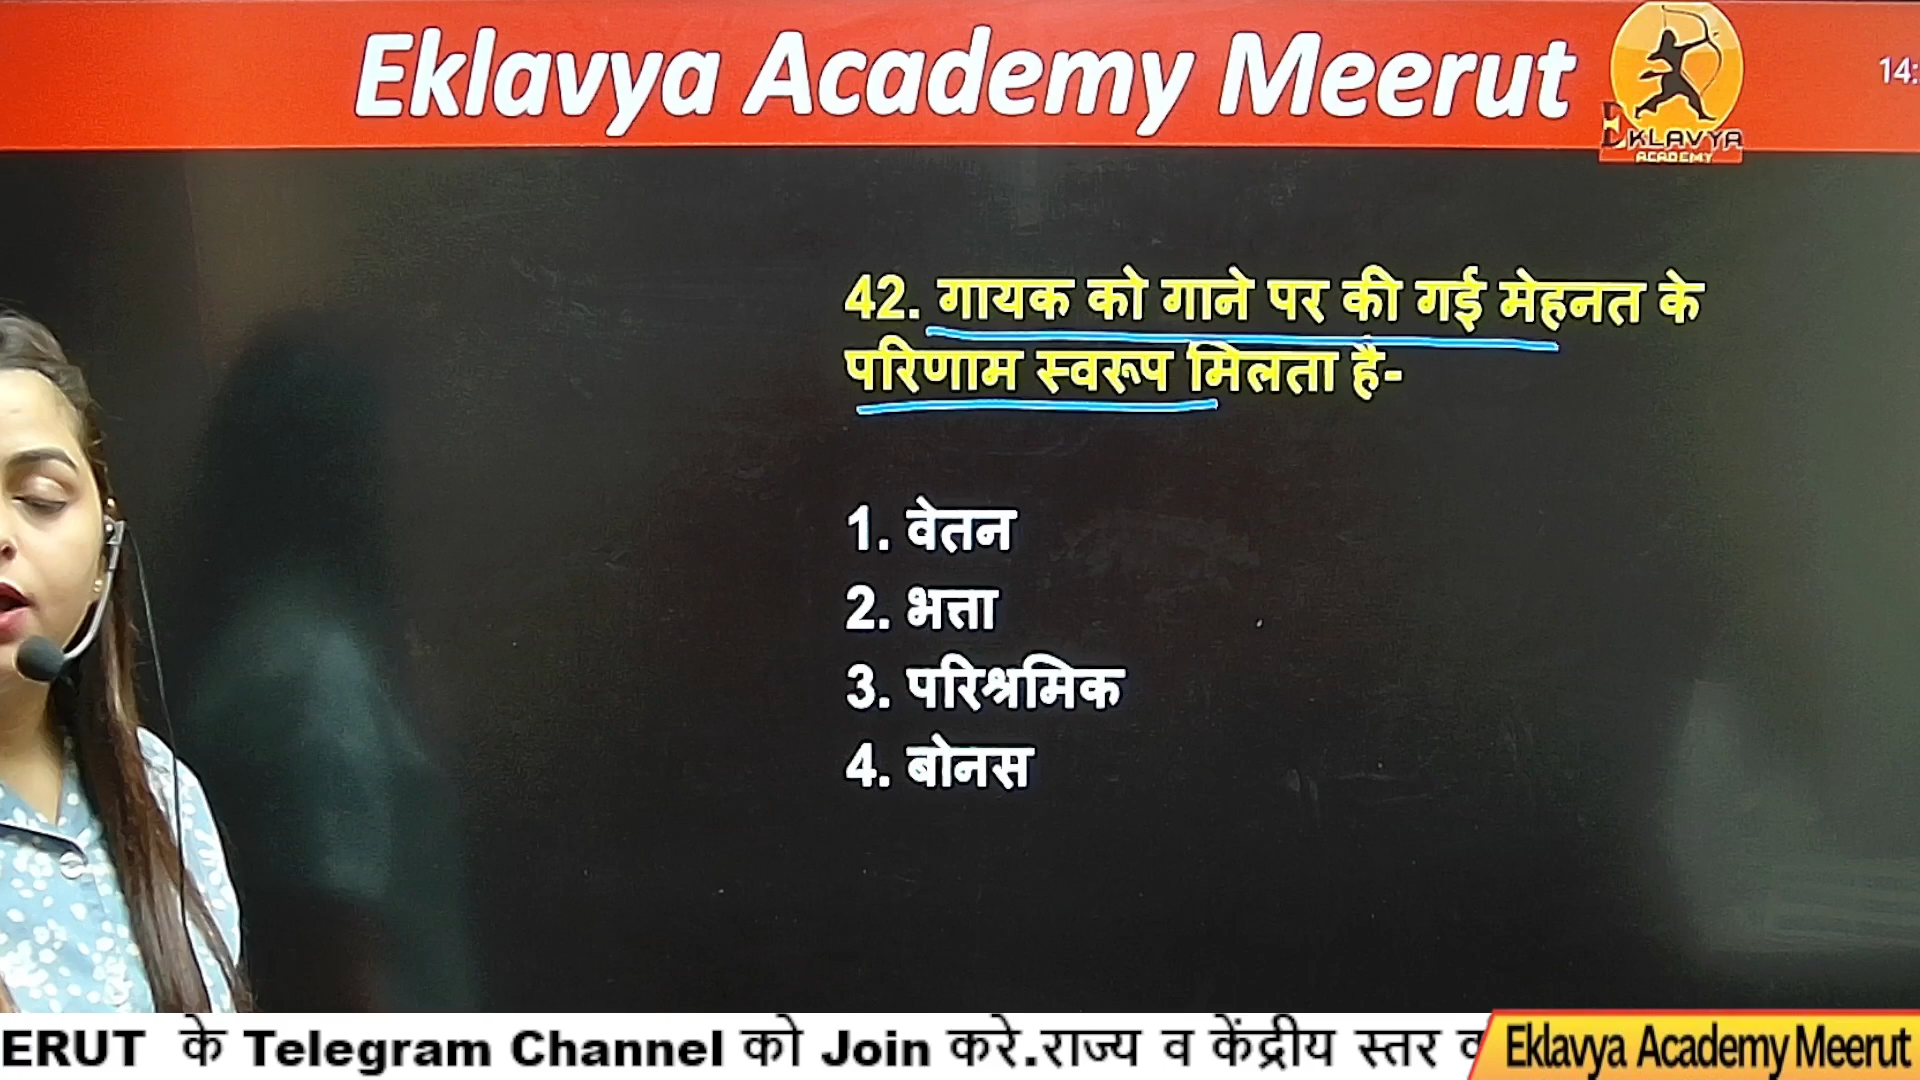 Eklavya Academy Meerut
EKLAVYA
ACADEMY
14:
42. गायक को गाने पर की गई मेहनत के
परिणाम स्वरूप मिलता है-
1. वेतन
2. भत्ता
3. परिश्रमिक
4. बोनस
ERUT के Telegram Channel को Join करे.राज्य व केंद्रीय स्तर
Eklavya Academy Meerut